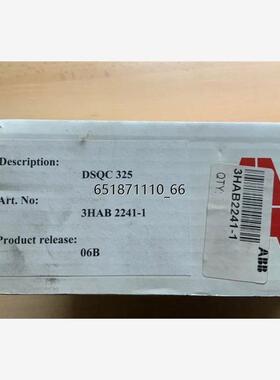 Description:
DSQC 325
651871110_66
Art. No:
3HAB 2241-1
Product release:
06B
3HAB2241-1
QTY:
ABB